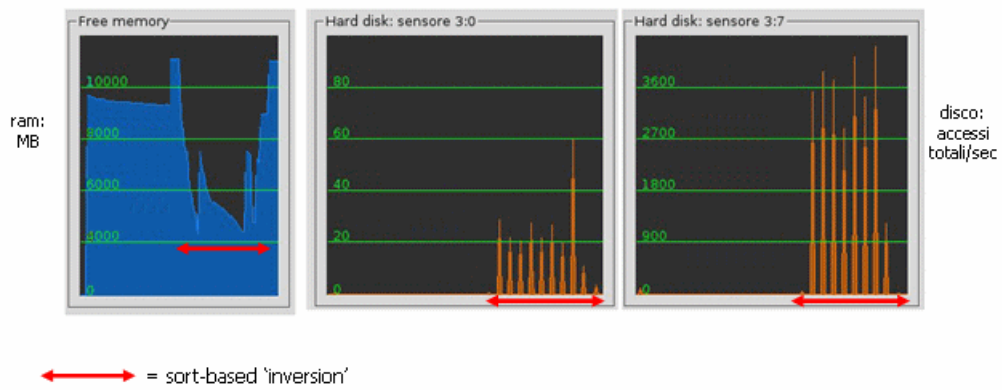 Free memory
Hard disk: sensore 3:0
Hard disk: sensore 3:7
ram:
MB
10000
8000
6000
4000
0
80
60
40
20
0
3600
2700
1800
900
0
disco:
accessi
totali/sec
= sort-based 'inversion'